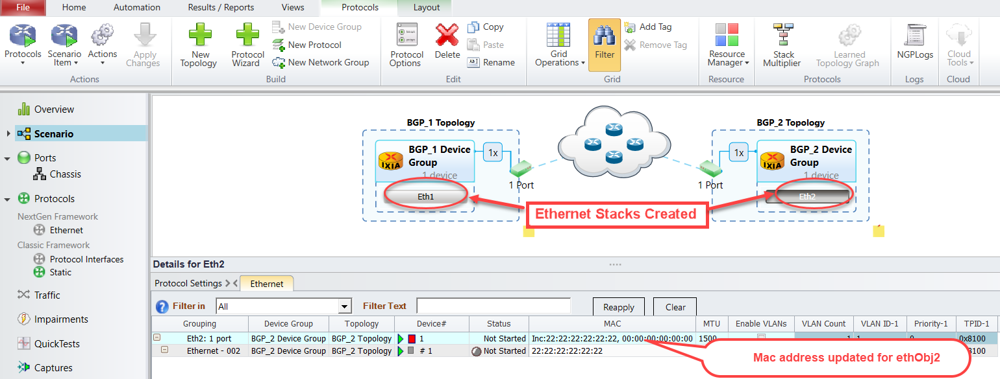 File Home Automation Results / Reports Views Protocols Layout
Protocols
Scenario Item
Actions
Apply Changes
Actions
New Topology
Protocol Wizard
New Device Group
New Protocol
New Network Group
Build
Protocol Options
Delete
Copy
Paste
Rename
Edit
Grid Operations
Filter
Add Tag
Remove Tag
Grid
Resource Manager
Resource
Stack Multiplier
Learned Topology Graph
Protocols
NGPLogs
Logs
Cloud Tools
Cloud
Overview
Scenario
Ports
Chassis
Protocols
NextGen Framework
Ethernet
Classic Framework
Protocol Interfaces
Static
Traffic
Impairments
QuickTests
Captures
BGP_1 Topology
IXIA
BGP_1 Device
Group
1 device
1x
Eth1
1 Port
BGP_2 Topology
1x
IXIA
BGP_2 Device
Group
1 device
Eth2
1 Port
Ethernet Stacks Created
Details for Eth2
Protocol Settings Ethernet
Filter in All Filter Text Reapply Clear
Grouping Device Group Topology Device# Status MAC MTU Enable VLANs VLAN Count VLAN ID-1 Priority-1 TPID-1
Eth2: 1 port BGP_2 Device Group BGP_2 Topology 1 Not Started Inc:22:22:22:22:22:22, 00:00:00:00:00:00 1500 0x8100
Ethernet - 002 BGP_2 Device Group BGP_2 Topology # 1 Not Started 22:22:22:22:22:22 8100
Mac address updated for ethObj2